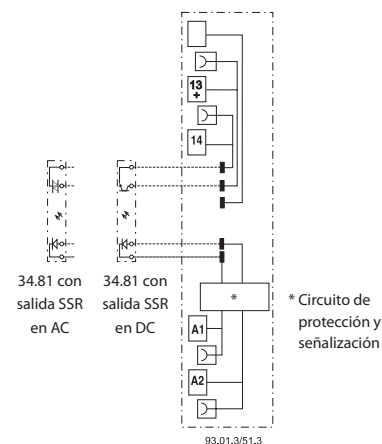 13
+
14
34.81 con
salida SSR
en AC
34.81 con
salida SSR
en DC
*
* Circuito de
protección y
señalización
A1
A2
93.01.3/51.3